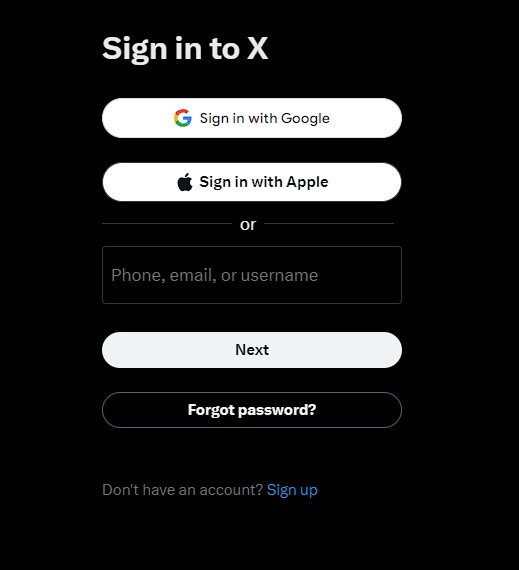 Sign in to X
Sign in with Google
Sign in with Apple
or
Phone, email, or username
Next
Forgot password?
Don't have an account? Sign up